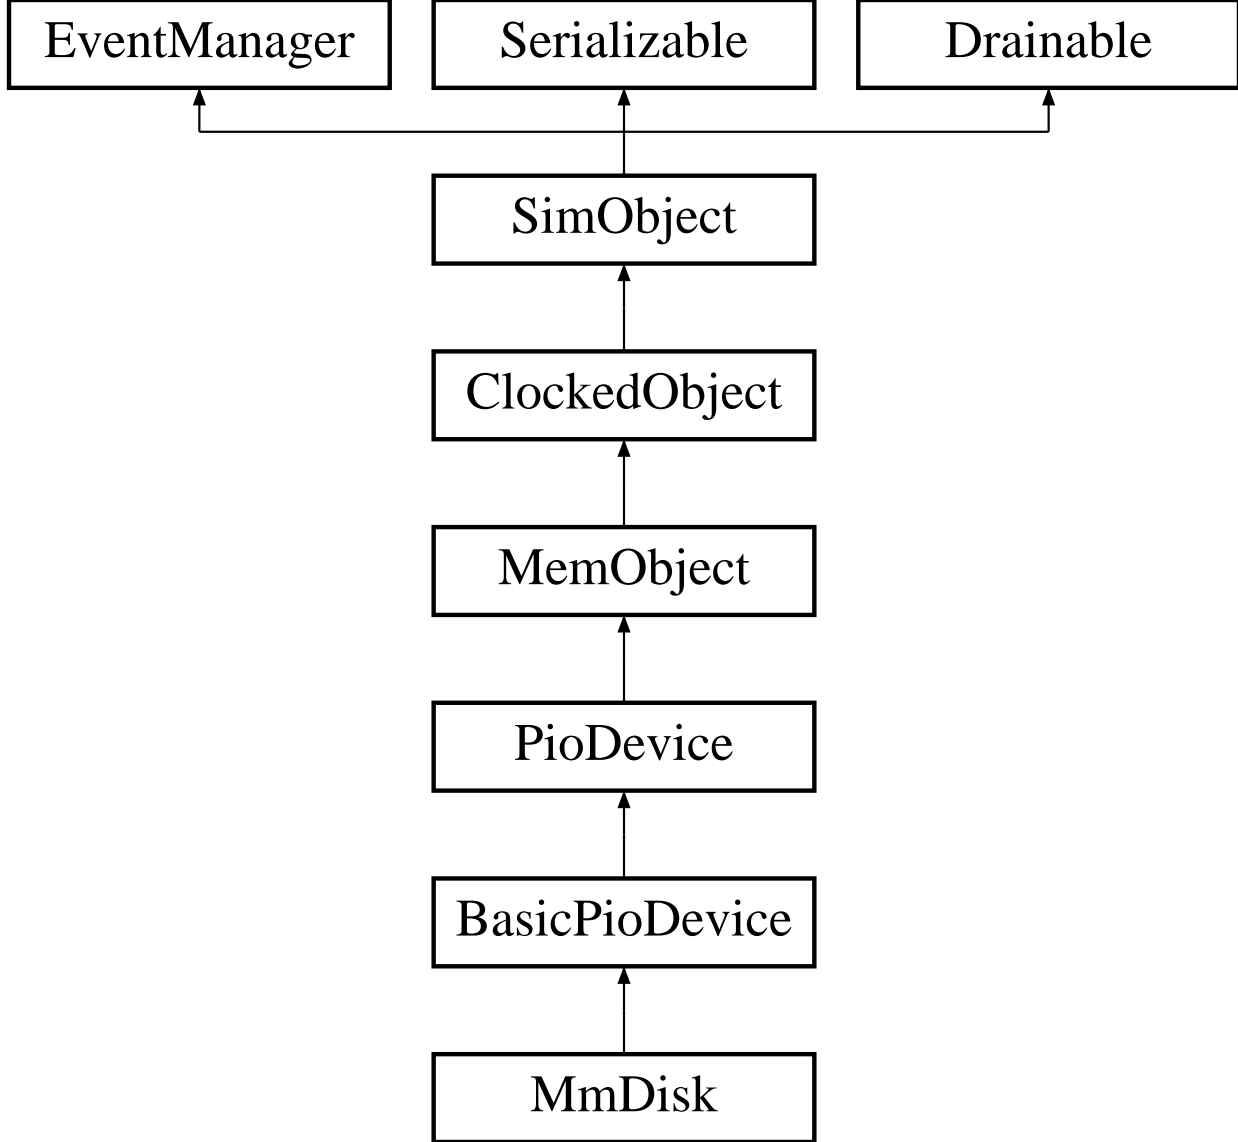 EventManager Serializable Drainable
SimObject
ClockedObject
MemObject
PioDevice
BasicPioDevice
MmDisk